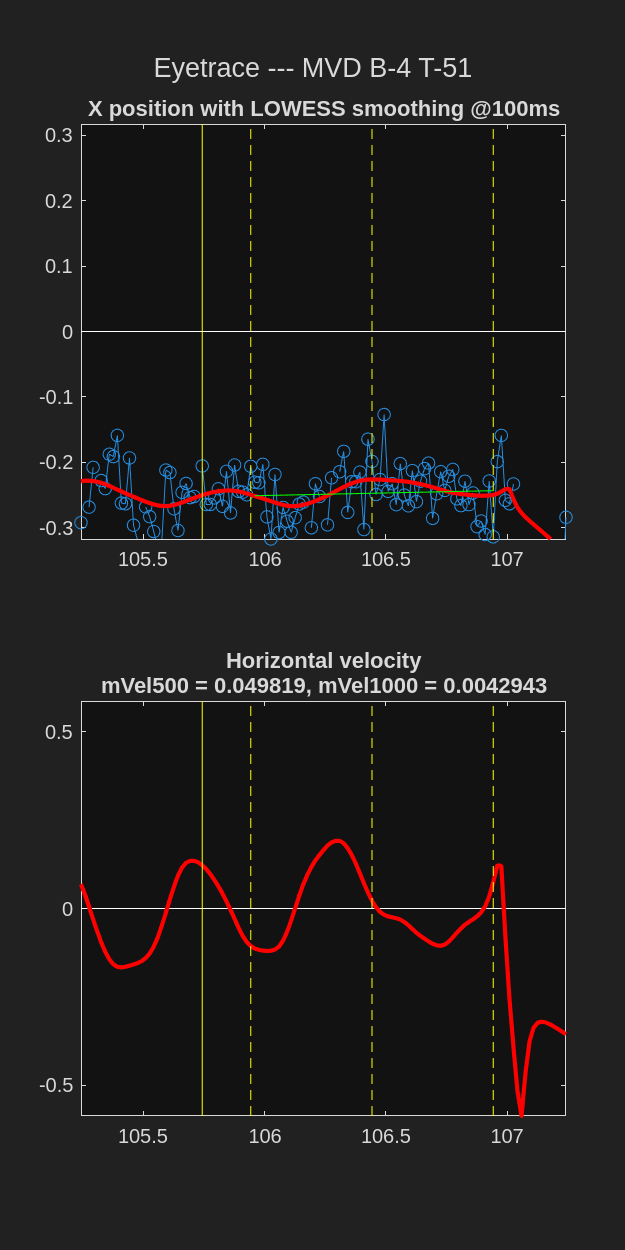 Eyetrace --- MVD B-4 T-51
X position with LOWESS smoothing @100ms
0.3
0.2
0.1
0
-0.1
-0.2
-0.3
105.5 106 106.5 107
Horizontal velocity
mVel500 = 0.049819, mVel1000 = 0.0042943
0.5
0
-0.5
105.5 106 106.5 107